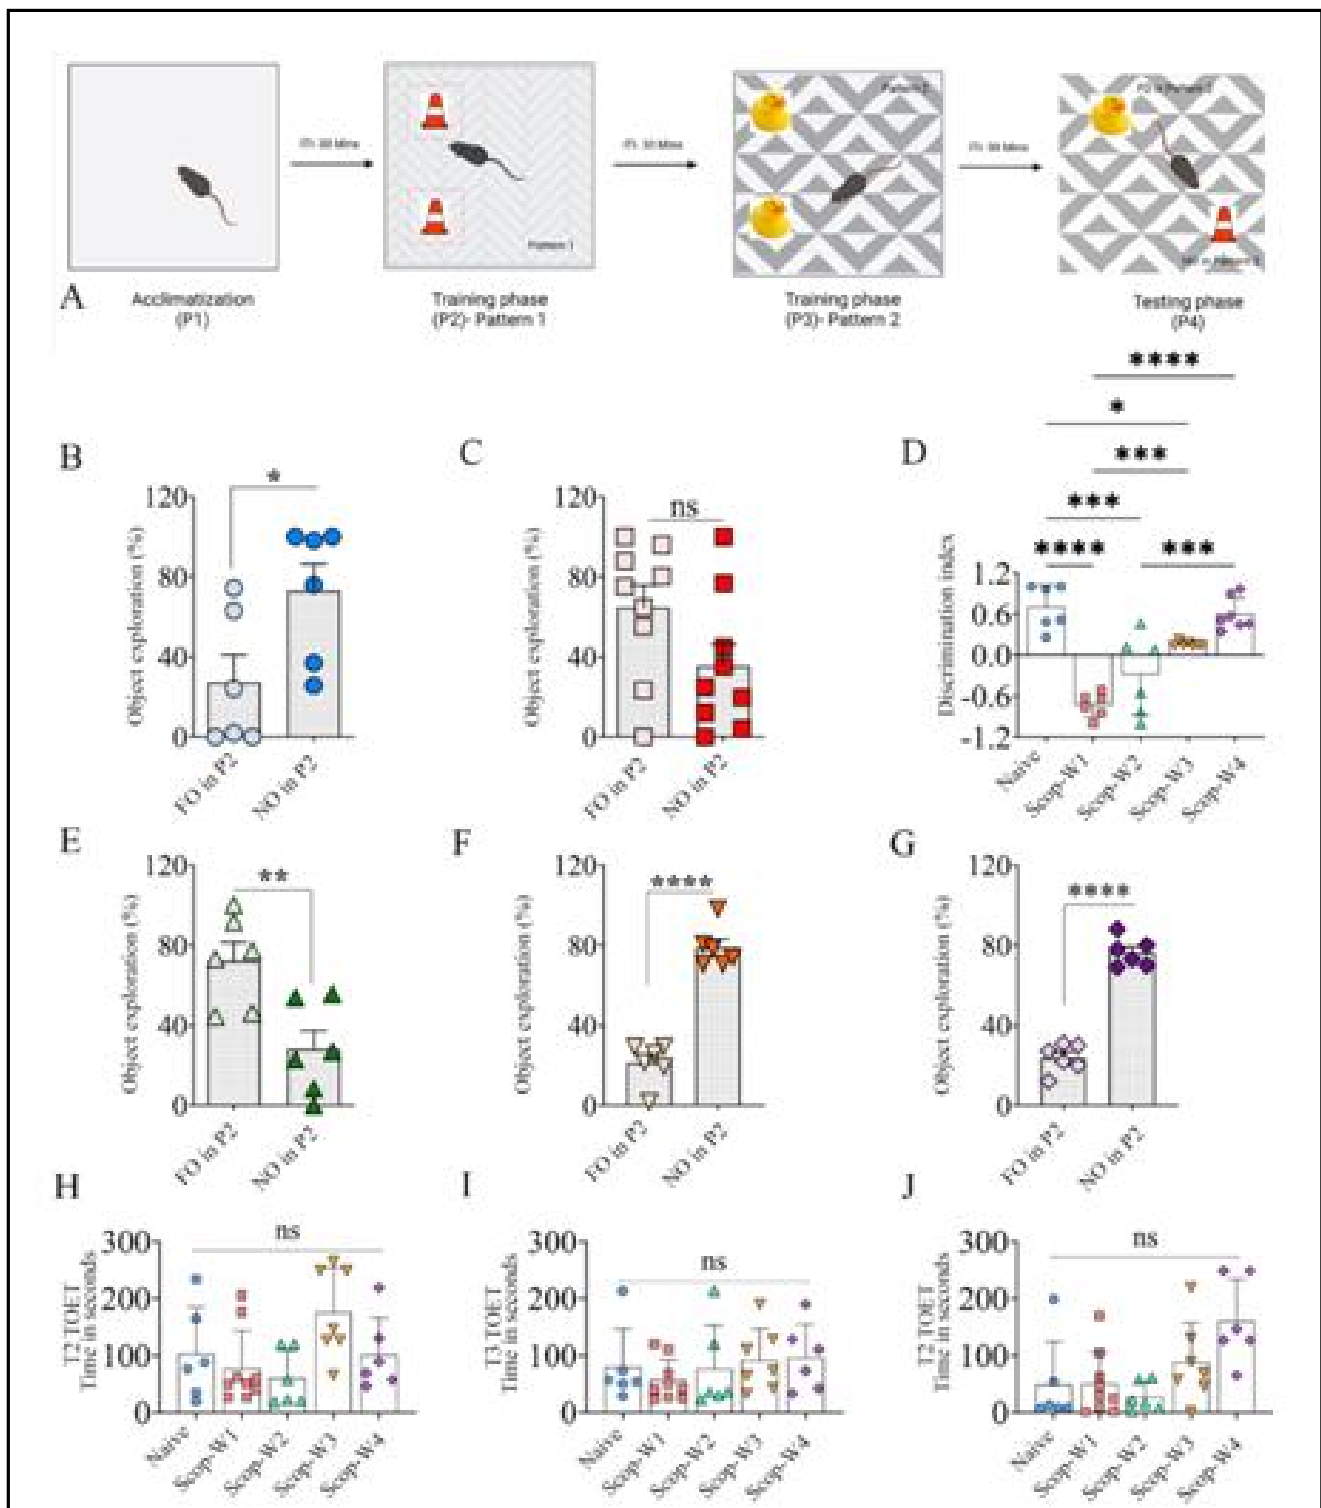 Pattern 1
A
Acclimatization
(P1)
Training phase
(P2)- Pattern 1
Training phase
(P3)- Pattern 2
Testing phase
(P4)
****
*
***
***
****
***
B
*
120
80
40
0
Object exploration (%)
FO in P2
NO in P2
C
ns
120
80
40
0
Object exploration (%)
FO in P2
NO in P2
D
1.2
0.6
0.0
-0.6
-1.2
Discrimination index
Naive
Scop-W1
Scop-W2
Scop-W3
Scop-W4
E
**
120
80
40
0
Object exploration (%)
FO in P2
NO in P2
F
****
120
80
40
0
Object exploration (%)
FO in P2
NO in P2
G
****
120
80
40
0
Object exploration (%)
FO in P2
NO in P2
H
ns
300
200
100
0
T2 TOET
Time in seconds
Naive
Scop-W1
Scop-W2
Scop-W3
Scop-W4
I
ns
300
200
100
0
T3 TOET
Time in seconds
Naive
Scop-W1
Scop-W2
Scop-W3
Scop-W4
J
ns
300
200
100
0
T2 TOET
Time in seconds
Naive
Scop-W1
Scop-W2
Scop-W3
Scop-W4